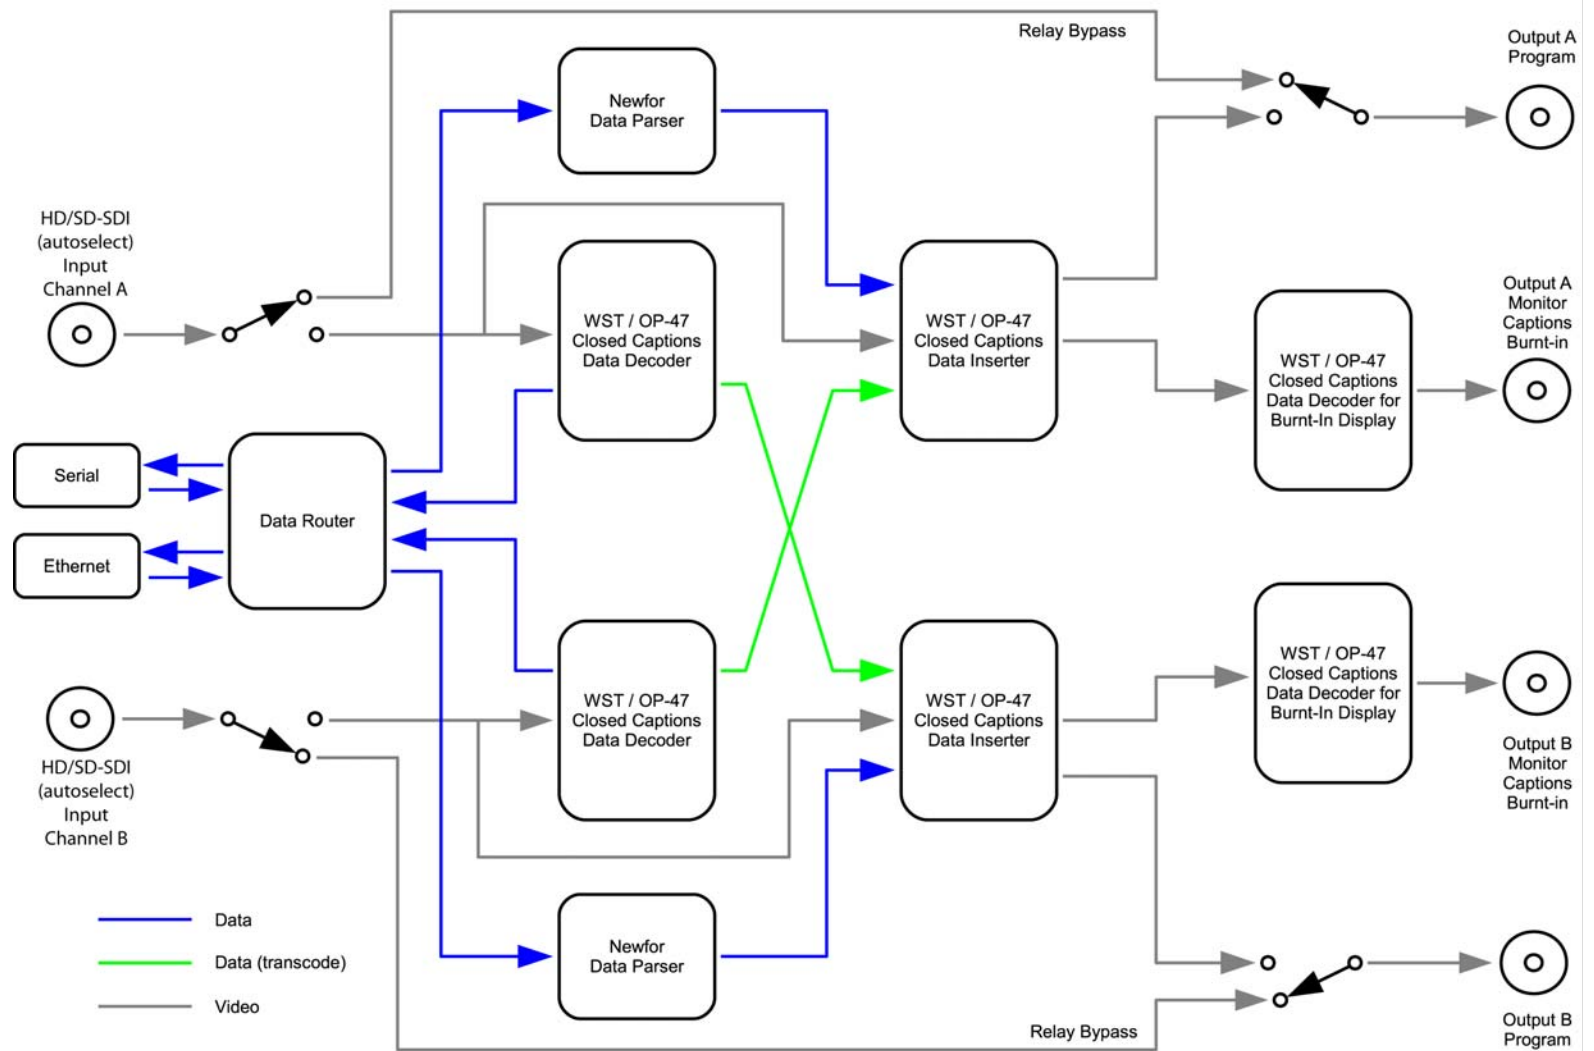 Relay Bypass
Output A
Program
Newfor
Data Parser
HD/SD-SDI
(autoselect)
Input
Channel A
WST / OP-47
Closed Captions
Data Decoder
WST / OP-47
Closed Captions
Data Inserter
Output A
Monitor
Captions
Burnt-in
WST / OP-47
Closed Captions
Data Decoder for
Burnt-In Display
Serial
Data Router
Ethernet
WST / OP-47
Closed Captions
Data Decoder
WST / OP-47
Closed Captions
Data Inserter
WST / OP-47
Closed Captions
Data Decoder for
Burnt-In Display
Output B
Monitor
Captions
Burnt-in
HD/SD-SDI
(autoselect)
Input
Channel B
Data
Data (transcode)
Video
Newfor
Data Parser
Relay Bypass
Output B
Program